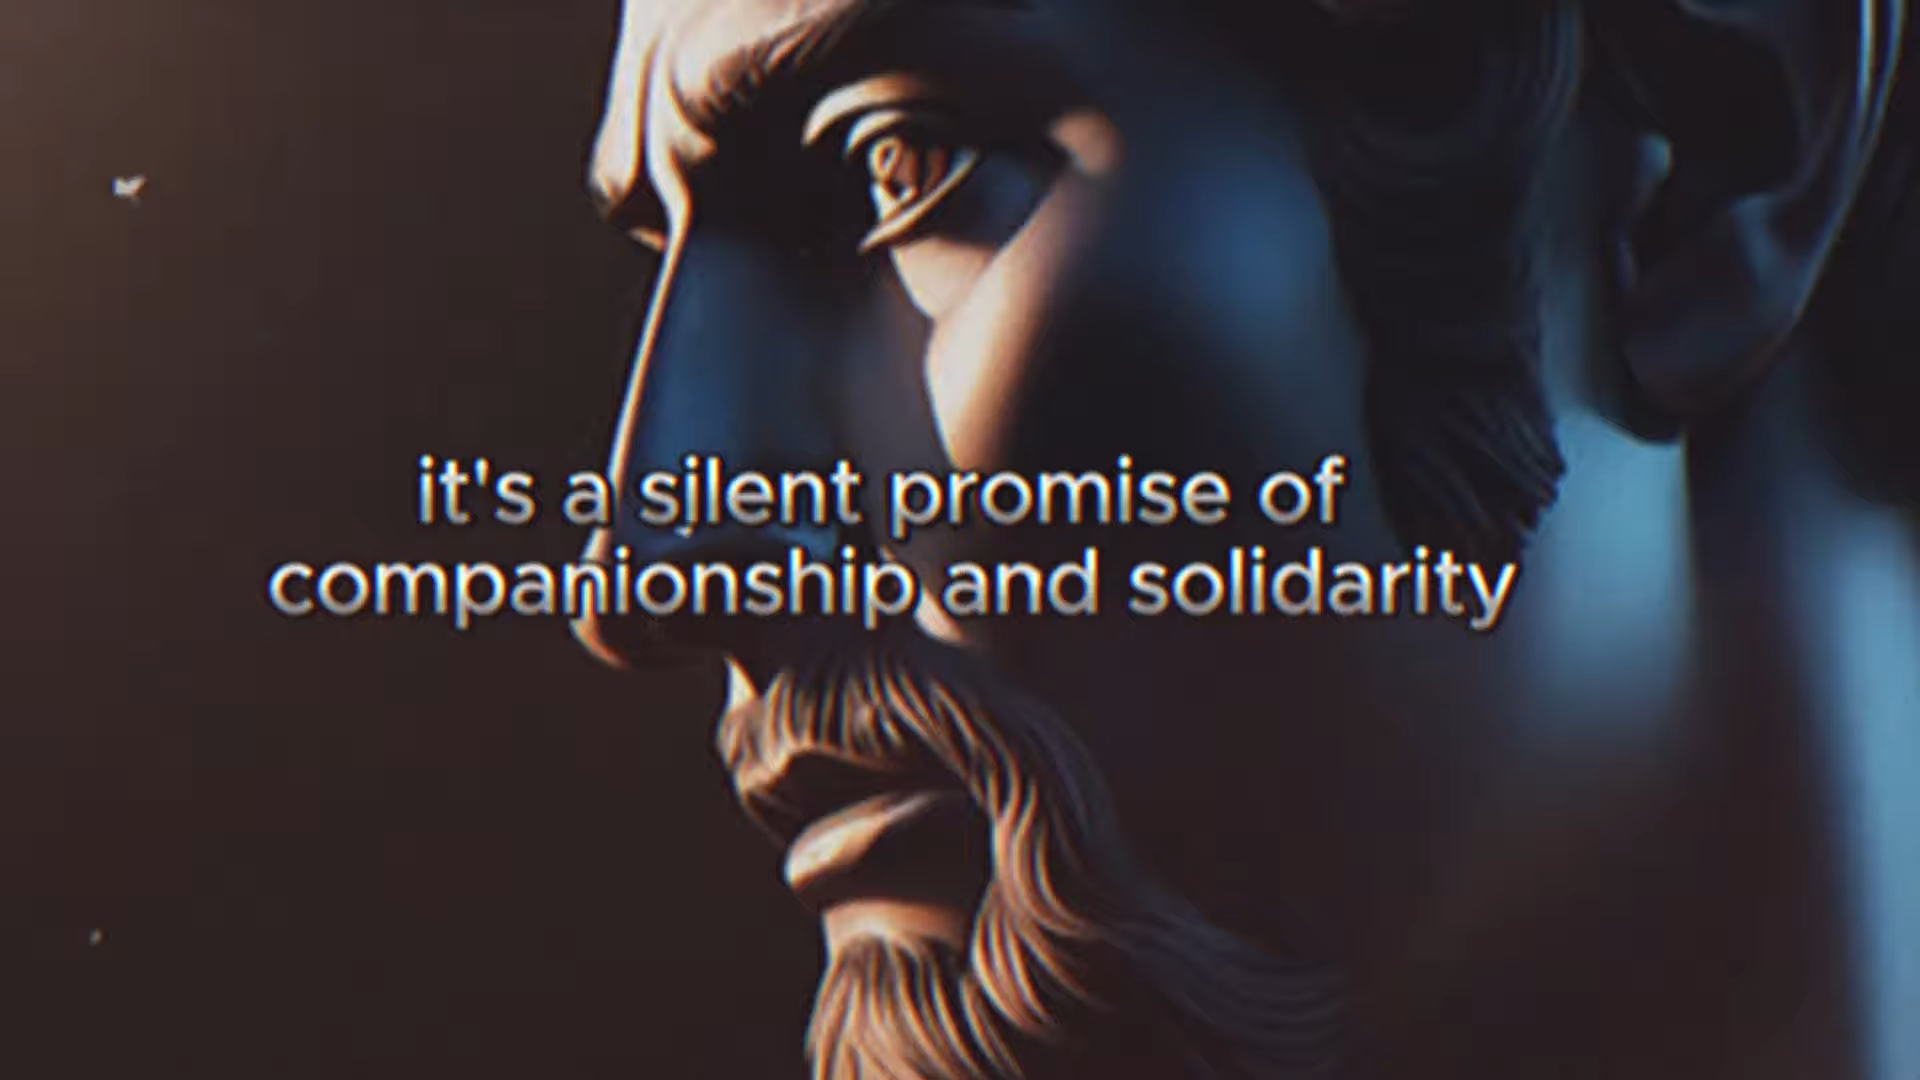 it's a silent promise of
companionship and solidarity